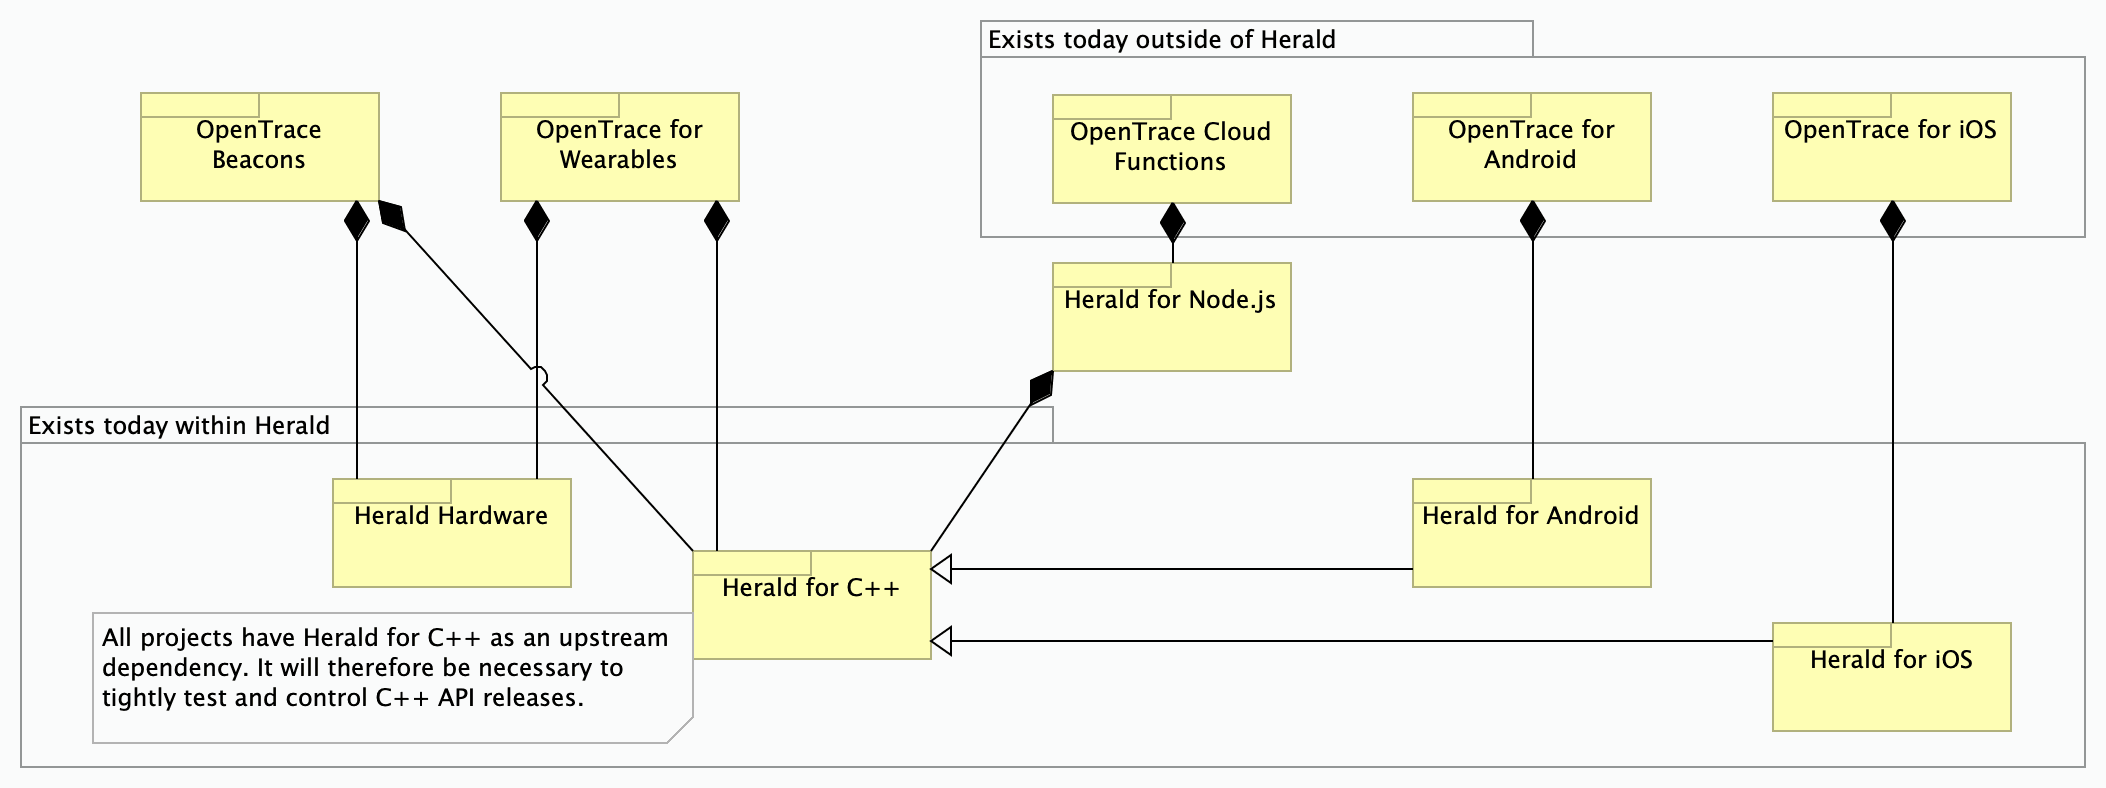 Exists today outside of Herald
OpenTrace
Beacons
OpenTrace for
Wearables
OpenTrace Cloud
Functions
OpenTrace for
Android
OpenTrace for iOS
Herald for Node.js
Exists today within Herald
Herald Hardware
Herald for Android
Herald for C++
All projects have Herald for C++ as an upstream
dependency. It will therefore be necessary to
tightly test and control C++ API releases.
Herald for iOS